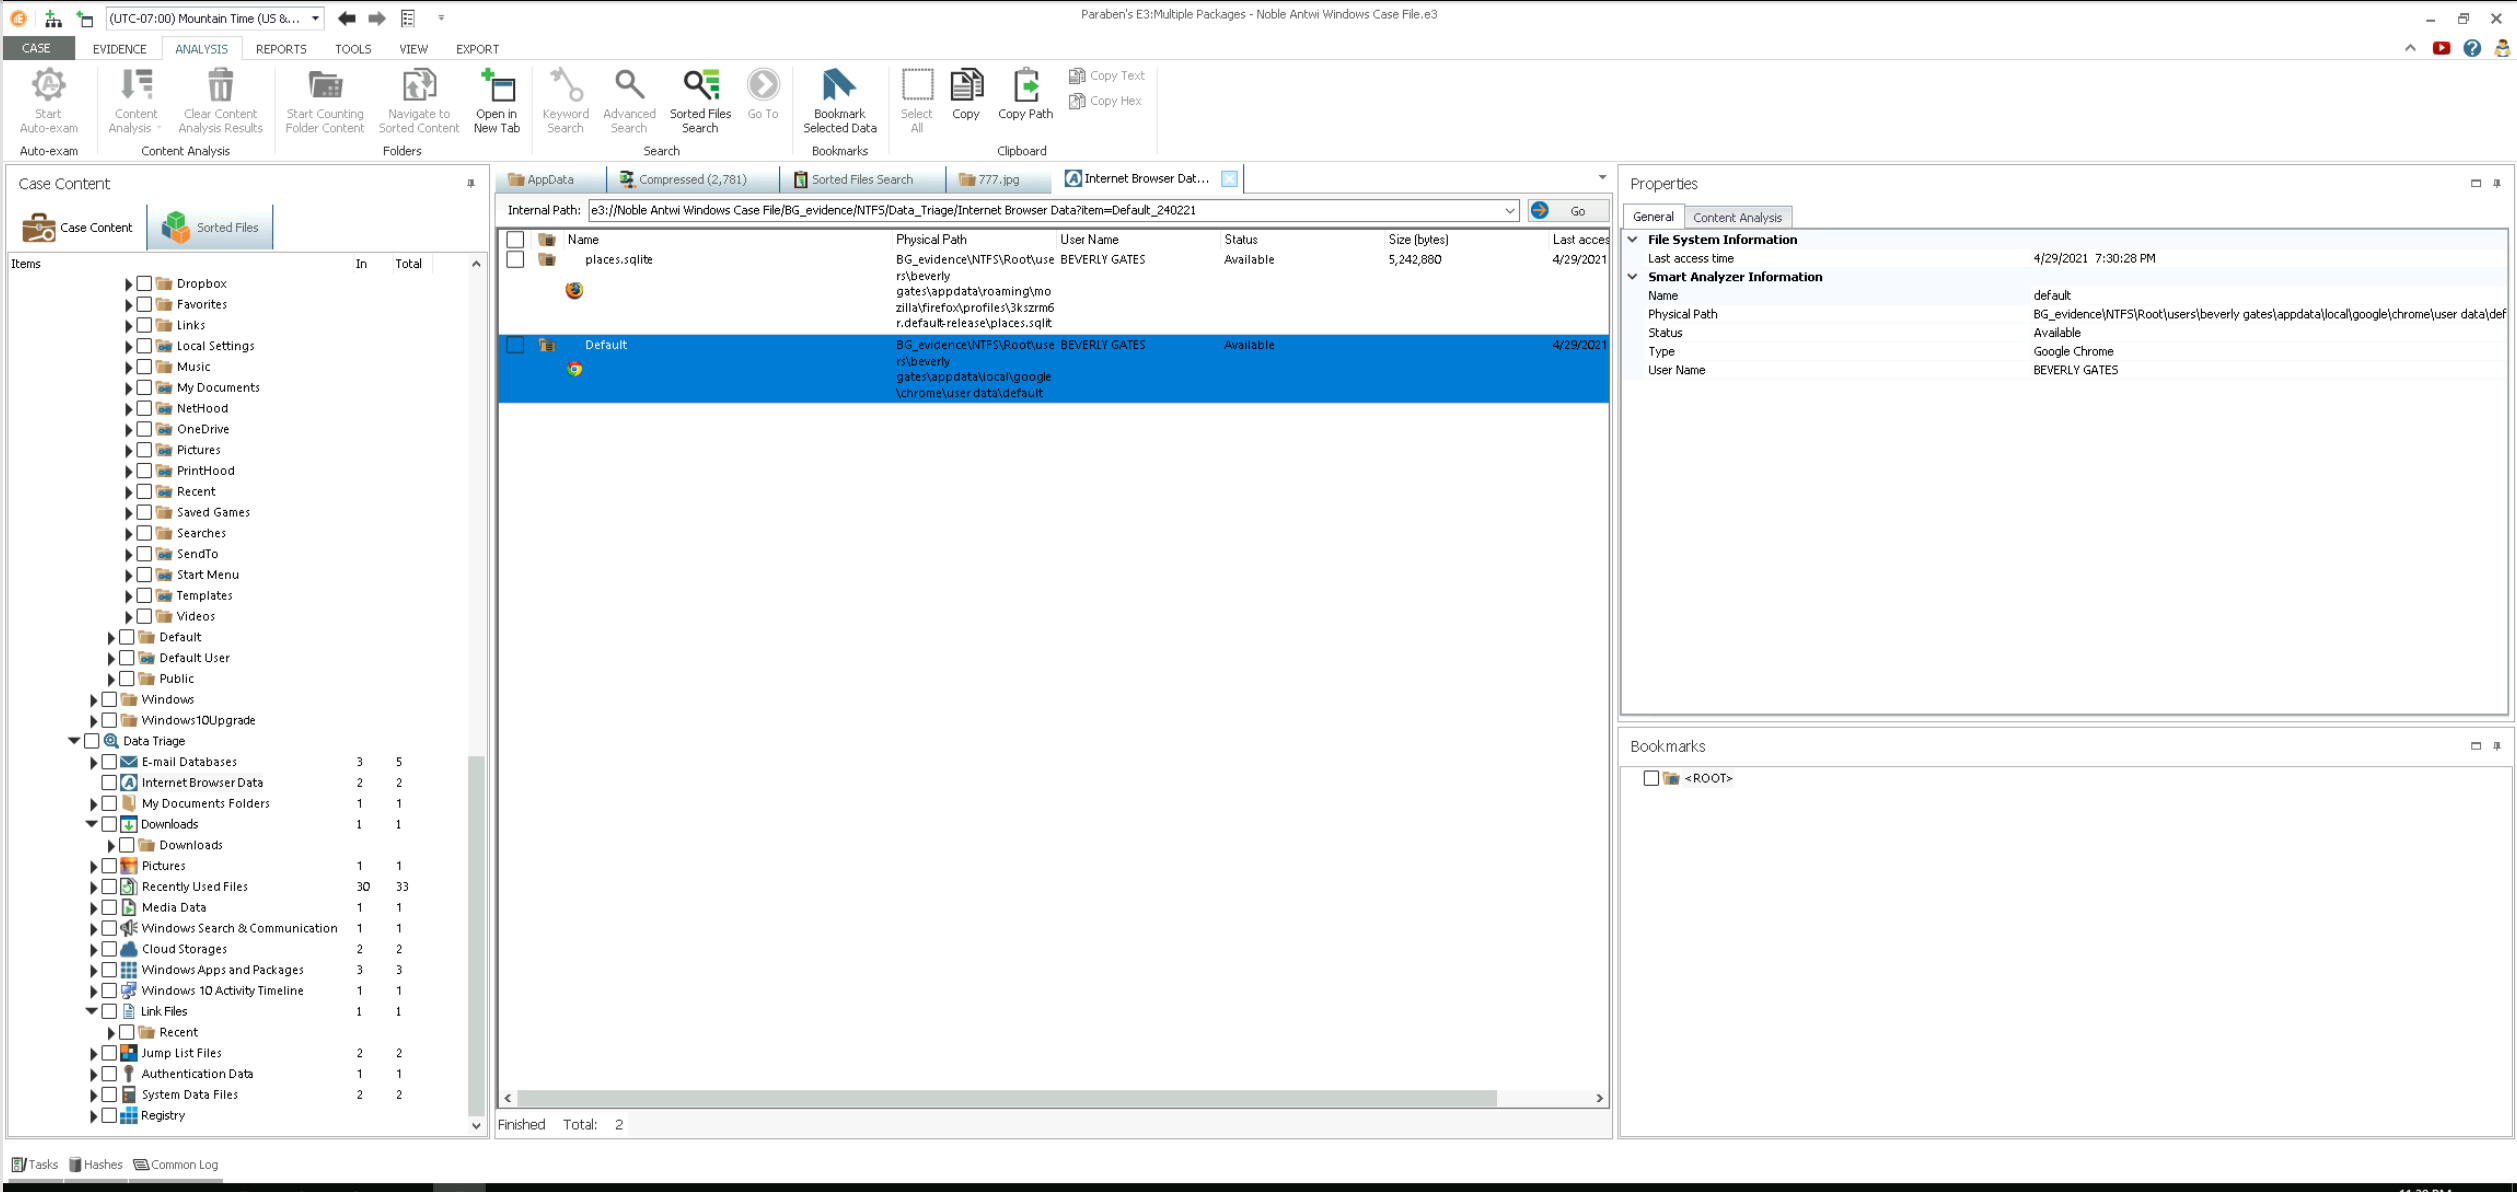 (UTC-07:00) Mountain Time (US &...
Paraben's E3:Multiple Packages - Noble Antwi Windows Case File.e3
CASE EVIDENCE ANALYSIS REPORTS TOOLS VIEW EXPORT
Start Auto-exam
Content Analysis
Clear Content Analysis Results
Start Counting Folder Content
Navigate to Sorted Content
Open in New Tab
Keyword Search
Advanced Search
Sorted Files Search
Go To
Bookmark Selected Data
Select All
Copy
Copy Path
Copy Text
Copy Hex
Auto-exam
Content Analysis
Folders
Search
Bookmarks
Clipboard
Case Content
Case Content
Sorted Files
Items In Total
Dropbox
Favorites
Links
Local Settings
Music
My Documents
NetHood
OneDrive
Pictures
PrintHood
Recent
Saved Games
Searches
SendTo
Start Menu
Templates
Videos
Default
Default User
Public
Windows
Windows10Upgrade
Data Triage
E-mail Databases 3 5
Internet Browser Data 2 2
My Documents Folders 1 1
Downloads 1 1
Downloads
Pictures 1 1
Recently Used Files 30 33
Media Data 1 1
Windows Search & Communication 1 1
Cloud Storages 2 2
Windows Apps and Packages 3 3
Windows 10 Activity Timeline 1 1
Link Files 1 1
Recent
Jump List Files 2 2
Authentication Data 1 1
System Data Files 2 2
Registry
AppData
Compressed (2,781)
Sorted Files Search
777.jpg
Internet Browser Dat...
Internal Path: e3://Noble Antwi Windows Case File/BG_evidence/NTFS/Data_Triage/Internet Browser Data?item=Default_240221 Go
Name Physical Path User Name Status Size (bytes) Last acces
places.sqlite BG_evidence\NTFS\Root\use BEVERLY GATES Available 5,242,880 4/29/2021
rs\beverly
gates\appdata\roaming\mo
zilla\firefox\profiles\3kszrm6
r.default-release\places.sqlit
Default BG_evidence\NTFS\Root\use BEVERLY GATES Available 4/29/2021
rs\beverly
gates\appdata\local\google
\chrome\user data\default
Finished Total: 2
Properties
General Content Analysis
File System Information
Last access time 4/29/2021 7:30:28 PM
Smart Analyzer Information
Name default
Physical Path BG_evidence\NTFS\Root\users\beverly gates\appdata\local\google\chrome\user data\def
Status Available
Type Google Chrome
User Name BEVERLY GATES
Bookmarks
<ROOT>
Tasks Hashes Common Log